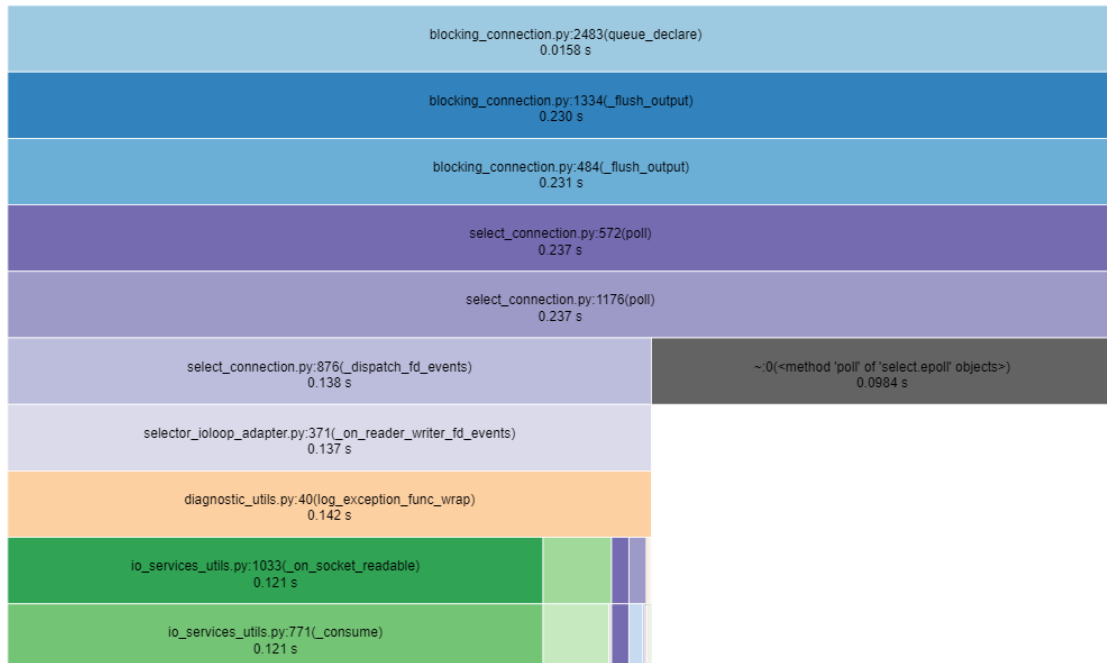 blocking_connection.py:2483(queue_declare)
0.0158 s
blocking_connection.py:1334(_flush_output)
0.230 s
blocking_connection.py:484(_flush_output)
0.231 s
select_connection.py:572(poll)
0.237 s
select_connection.py:1176(poll)
0.237 s
select_connection.py:876(_dispatch_fd_events)
0.138 s
~:0(<method 'poll' of 'select.epoll' objects>)
0.0984 s
selector_ioloop_adapter.py:371(_on_reader_writer_fd_events)
0.137 s
diagnostic_utils.py:40(log_exception_func_wrap)
0.142 s
io_services_utils.py:1033(_on_socket_readable)
0.121 s
io_services_utils.py:771(_consume)
0.121 s